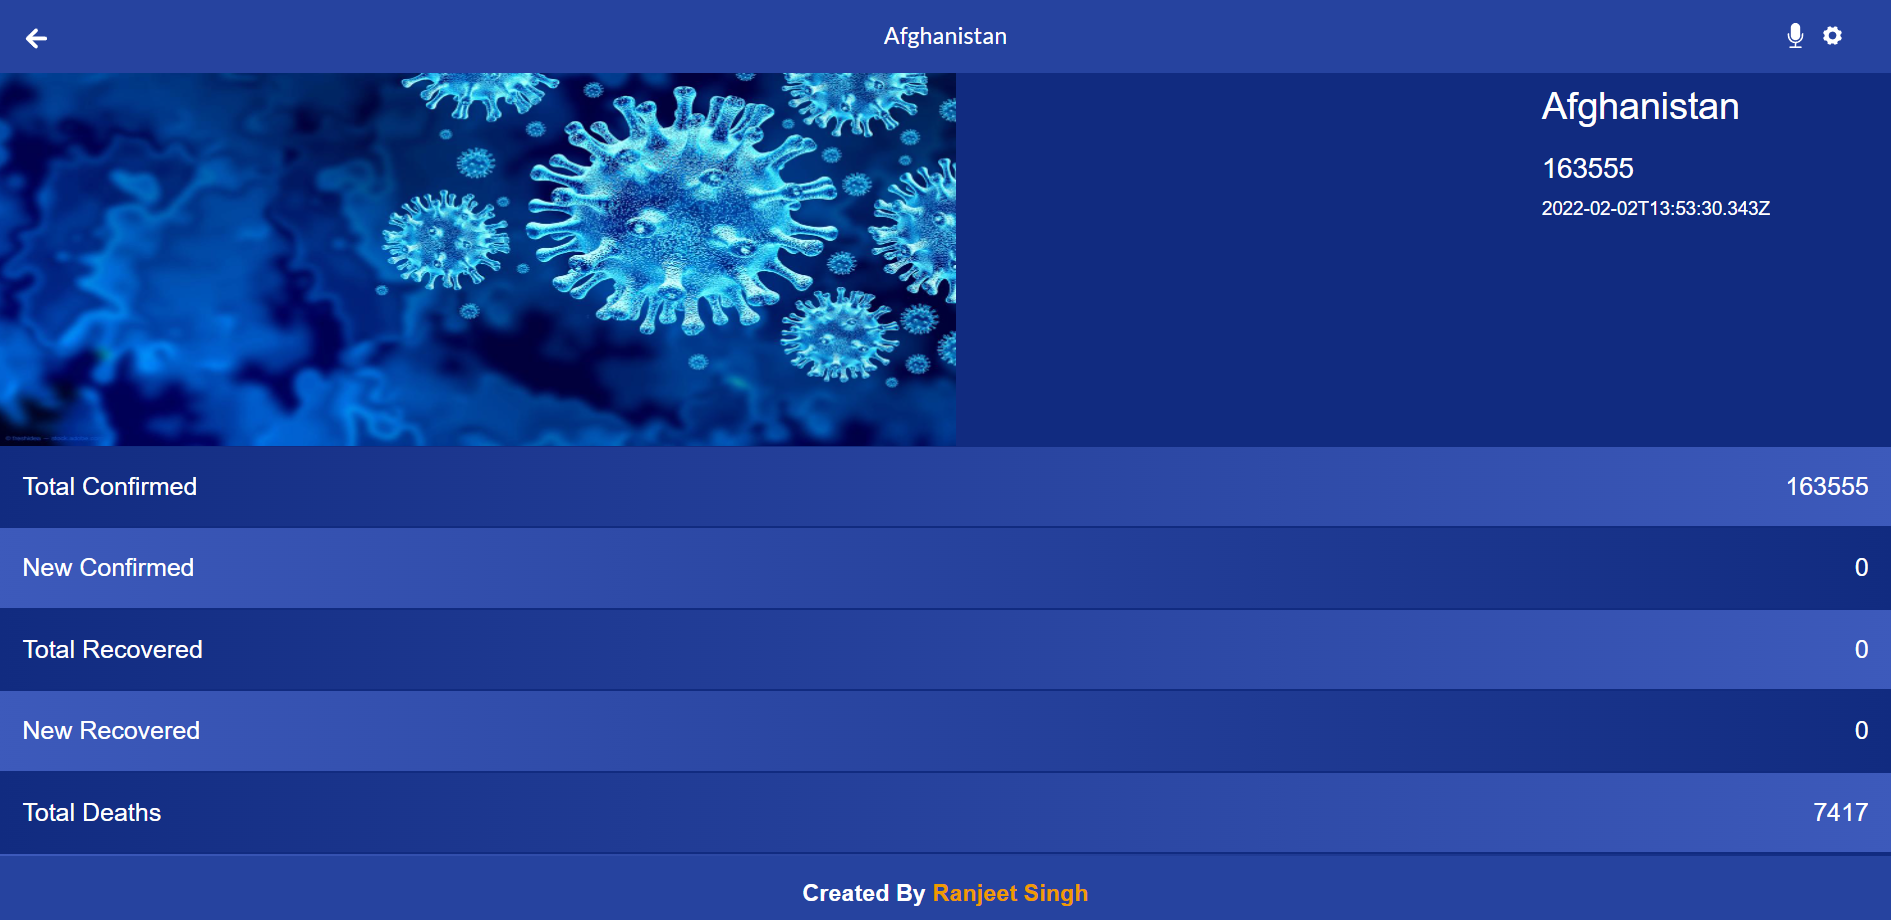 Afghanistan
Afghanistan
163555
2022-02-02T13:53:30.343Z
Total Confirmed 163555
New Confirmed 0
Total Recovered 0
New Recovered 0
Total Deaths 7417
Created By Ranjeet Singh